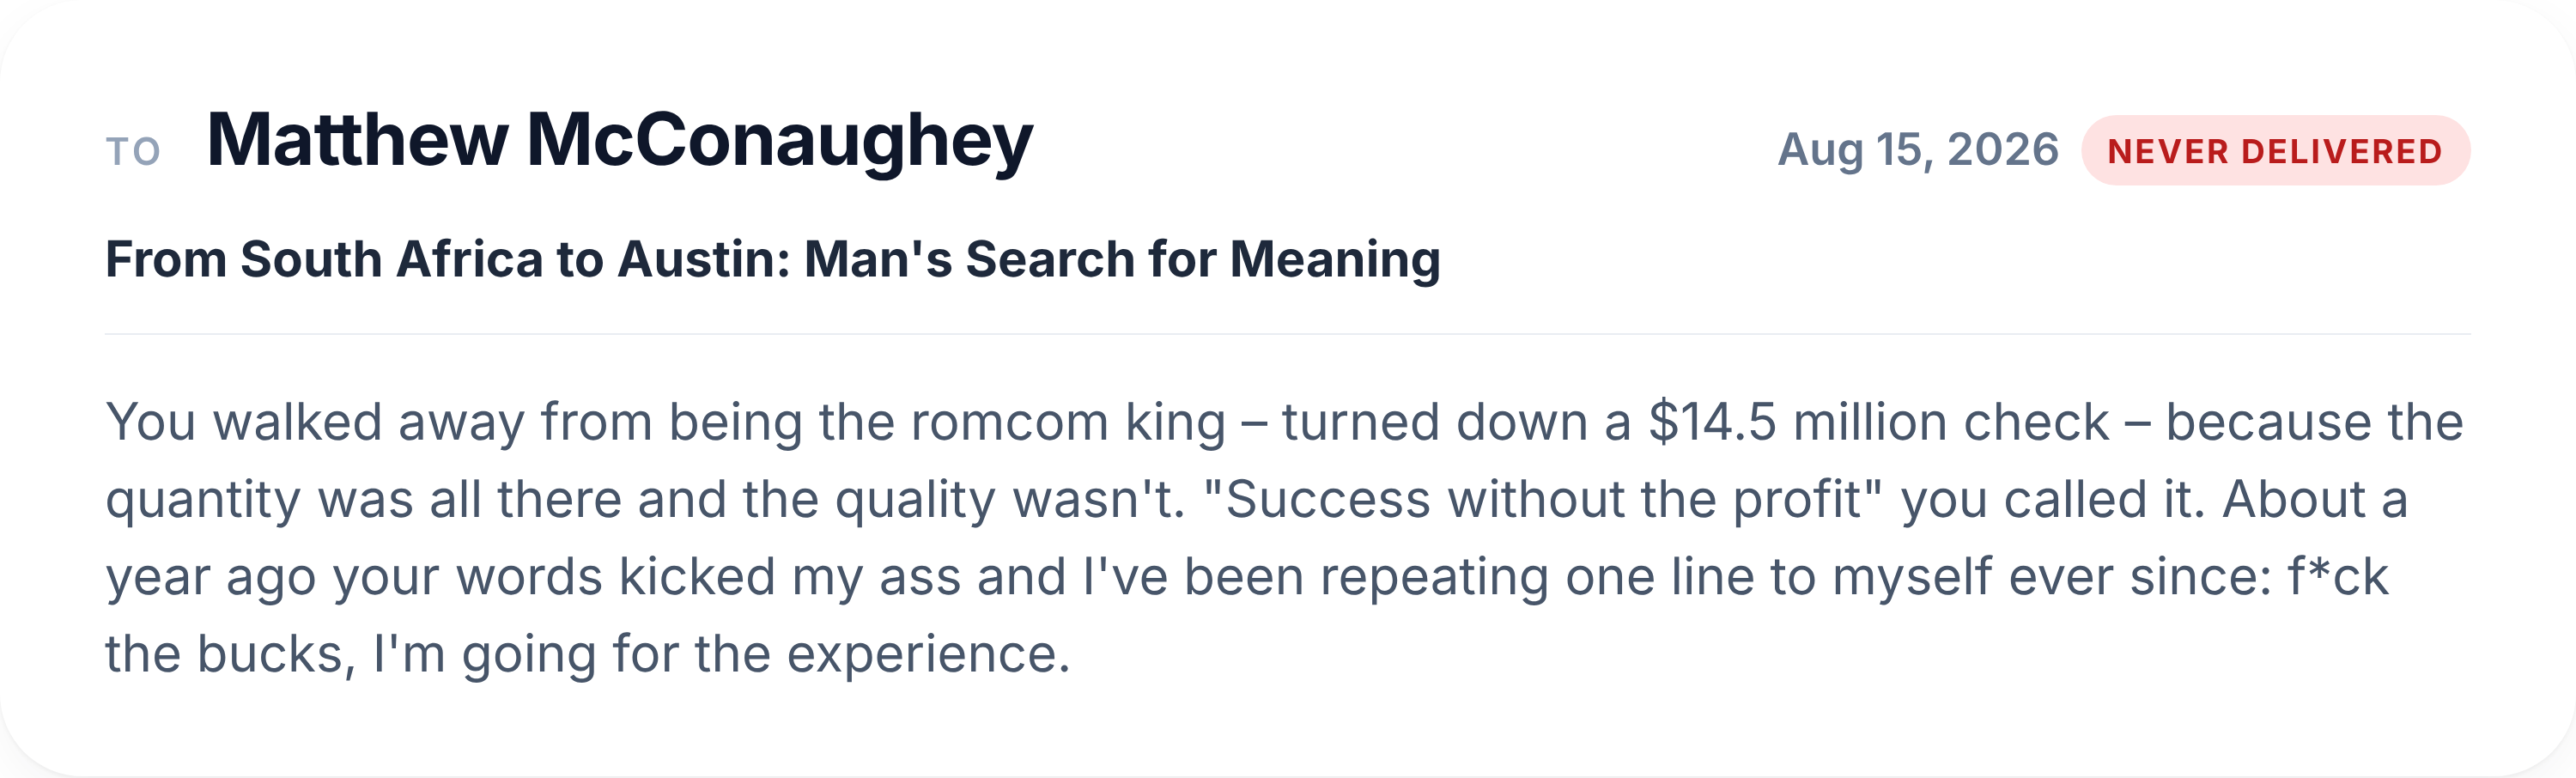 TO Matthew McConaughey Aug 15, 2026 NEVER DELIVERED
From South Africa to Austin: Man's Search for Meaning
You walked away from being the romcom king – turned down a $14.5 million check – because the
quantity was all there and the quality wasn't. "Success without the profit" you called it. About a
year ago your words kicked my ass and I've been repeating one line to myself ever since: f*ck
the bucks, I'm going for the experience.